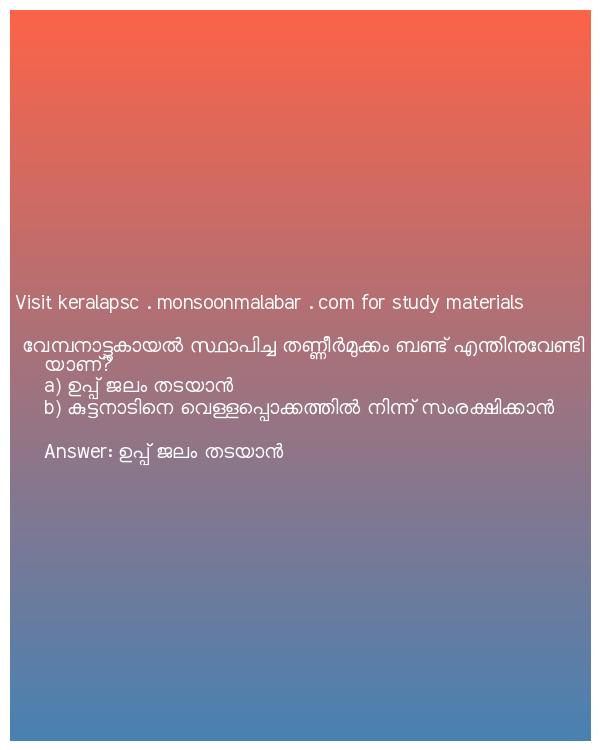 Visit keralapsc . monsoonmalabar . com for study materials
വേമ്പനാട്ടുകായൽ സ്ഥാപിച്ച തണ്ണീർമുക്കം ബണ്ട് എന്തിനുവേണ്ടി
യാണ്?
a) ഉപ്പ് ജലം തടയാൻ
b) കുട്ടനാടിനെ വെള്ളപ്പൊക്കത്തിൽ നിന്ന് സംരക്ഷിക്കാൻ
Answer: ഉപ്പ് ജലം തടയാൻ